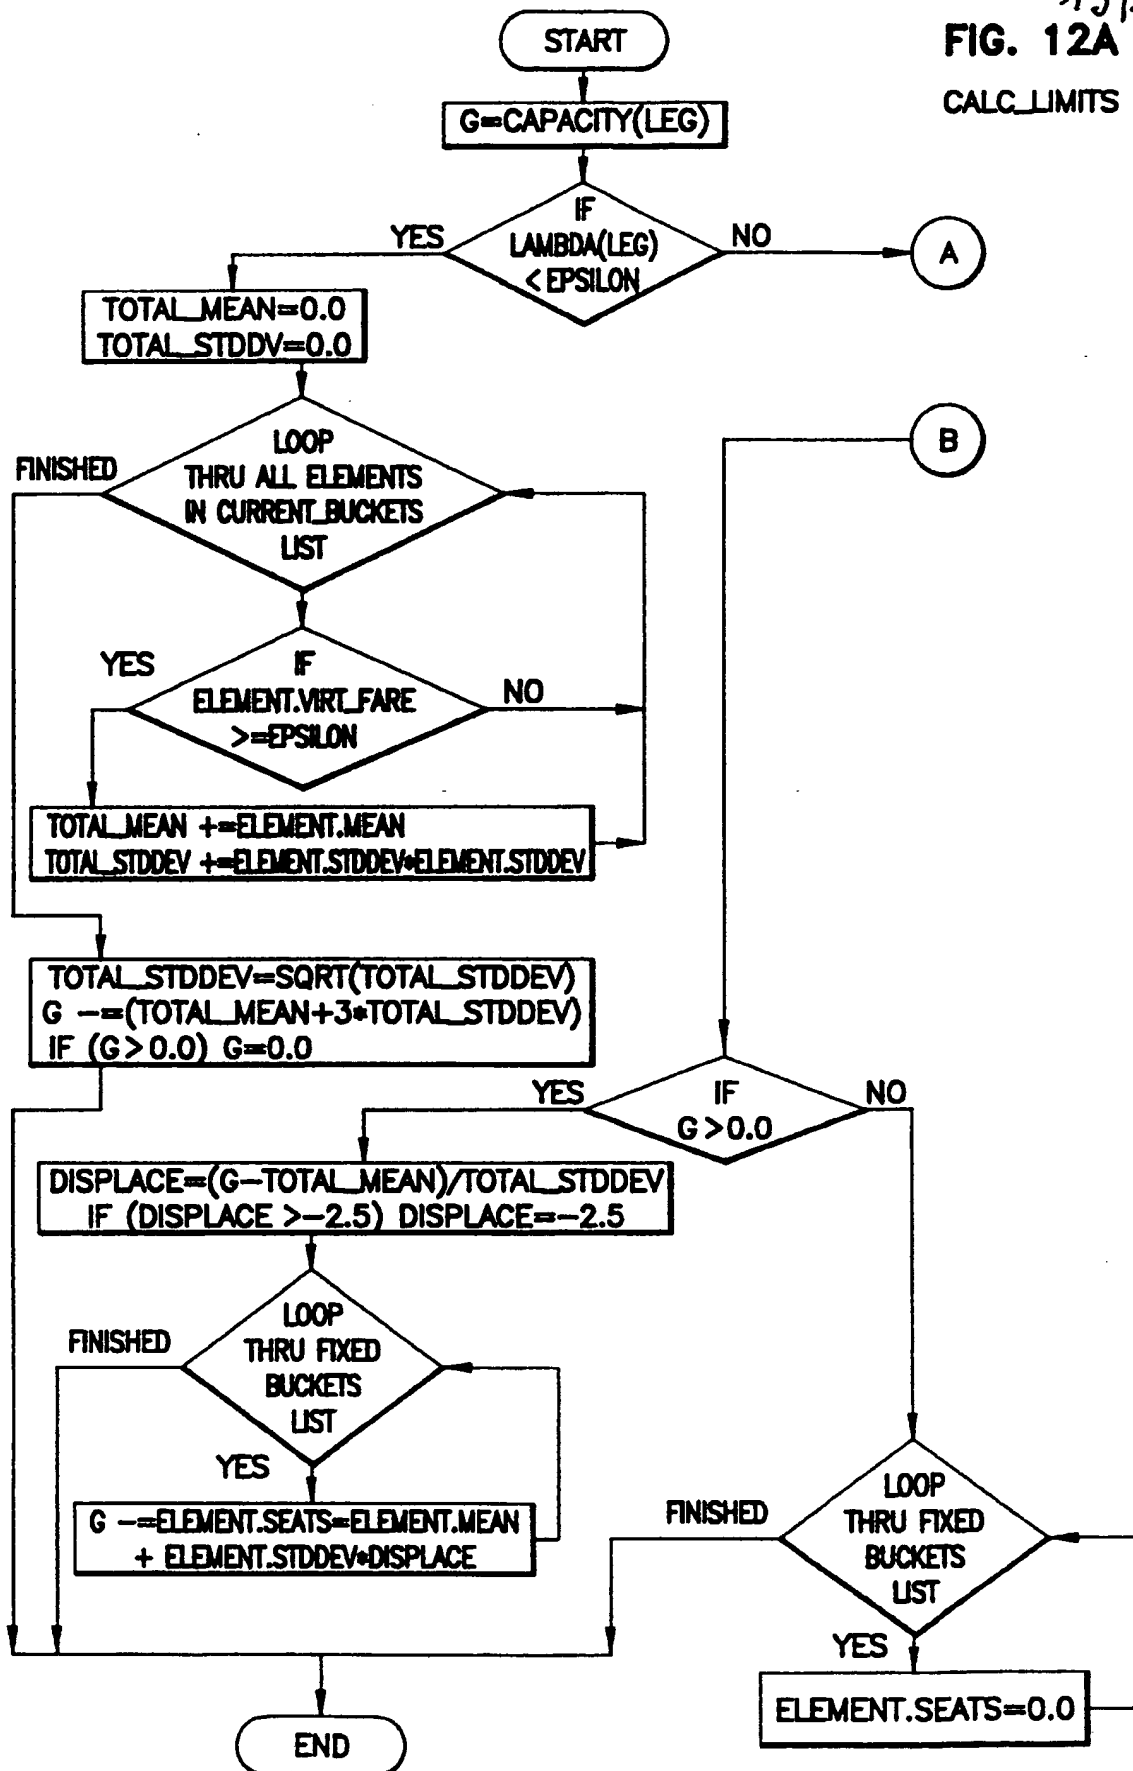 FIG. 12A
CALC_LIMITS
START
G=CAPACITY(LEG)
IF
LAMBDA(LEG)
<EPSILON
YES
NO
A
TOTAL_MEAN=0.0
TOTAL_STDDV=0.0
B
LOOP
THRU ALL ELEMENTS
IN CURRENT_BUCKETS
LIST
FINISHED
IF
ELEMENT.VIRT_FARE
>=EPSILON
YES
NO
TOTAL_MEAN +=ELEMENT.MEAN
TOTAL_STDDEV +=ELEMENT.STDDEV*ELEMENT.STDDEV
TOTAL_STDDEV=SQRT(TOTAL_STDDEV)
G -=(TOTAL_MEAN+3*TOTAL_STDDEV)
IF (G>0.0) G=0.0
IF
G>0.0
YES
NO
DISPLACE=(G-TOTAL_MEAN)/TOTAL_STDDEV
IF (DISPLACE >-2.5) DISPLACE=-2.5
LOOP
THRU FIXED
BUCKETS
LIST
FINISHED
YES
G -=ELEMENT.SEATS=ELEMENT.MEAN
+ ELEMENT.STDDEV*DISPLACE
LOOP
THRU FIXED
BUCKETS
LIST
FINISHED
YES
ELEMENT.SEATS=0.0
END